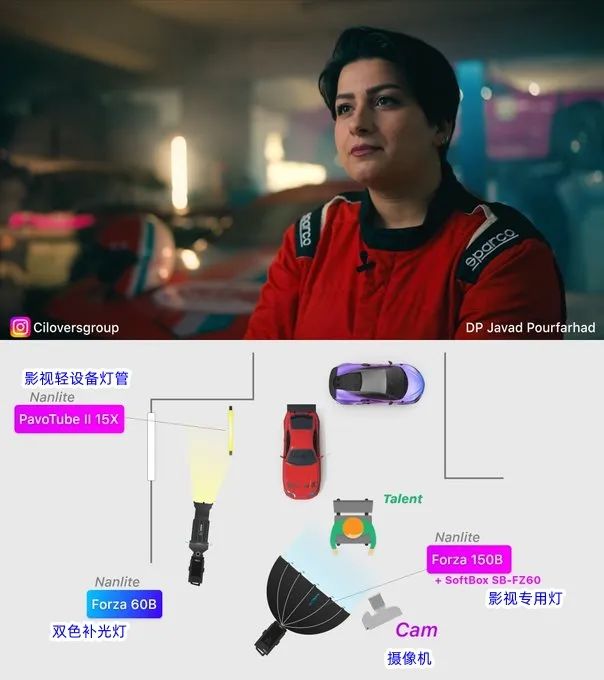 sparco
sparco
Ciloversgroup
DP Javad Pourfarhad
影视轻设备灯管
Nanlite
PavoTube II 15X
Talent
Nanlite
Forza 150B
+ SoftBox SB-FZ60
影视专用灯
Nanlite
Forza 60B
双色补光灯
Cam
摄像机